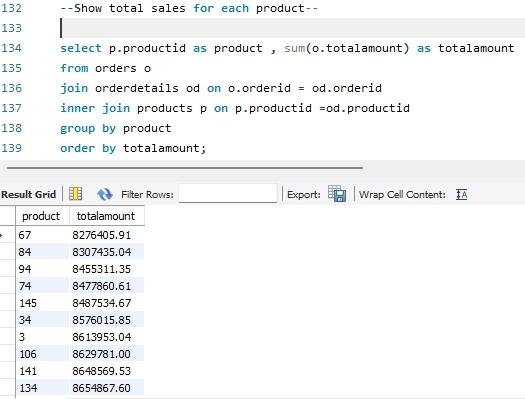 132 --Show total sales for each product--
133
134 select p.productid as product , sum(o.totalamount) as totalamount
135 from orders o
136 join orderdetails od on o.orderid = od.orderid
137 inner join products p on p.productid =od.productid
138 group by product
139 order by totalamount;
Result Grid Filter Rows: Export: Wrap Cell Content:
product totalamount
67 8276405.91
84 8307435.04
94 8455311.35
74 8477860.61
145 8487534.67
34 8576015.85
3 8613953.04
106 8629781.00
141 8648569.53
134 8654867.60